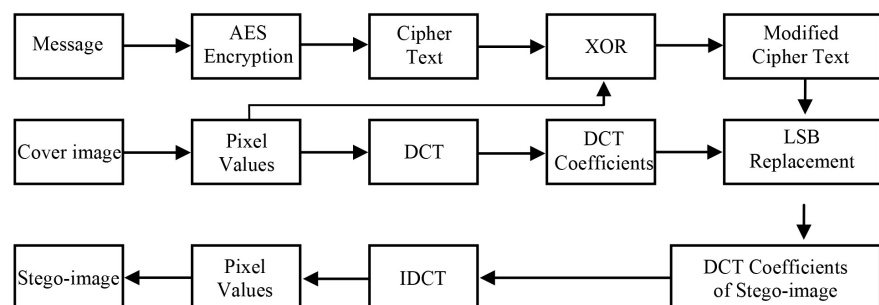 Message
AES
Encryption
Cipher
Text
XOR
Modified
Cipher Text
Cover image
Pixel
Values
DCT
DCT
Coefficients
LSB
Replacement
Stego-image
Pixel
Values
IDCT
DCT Coefficients
of Stego-image